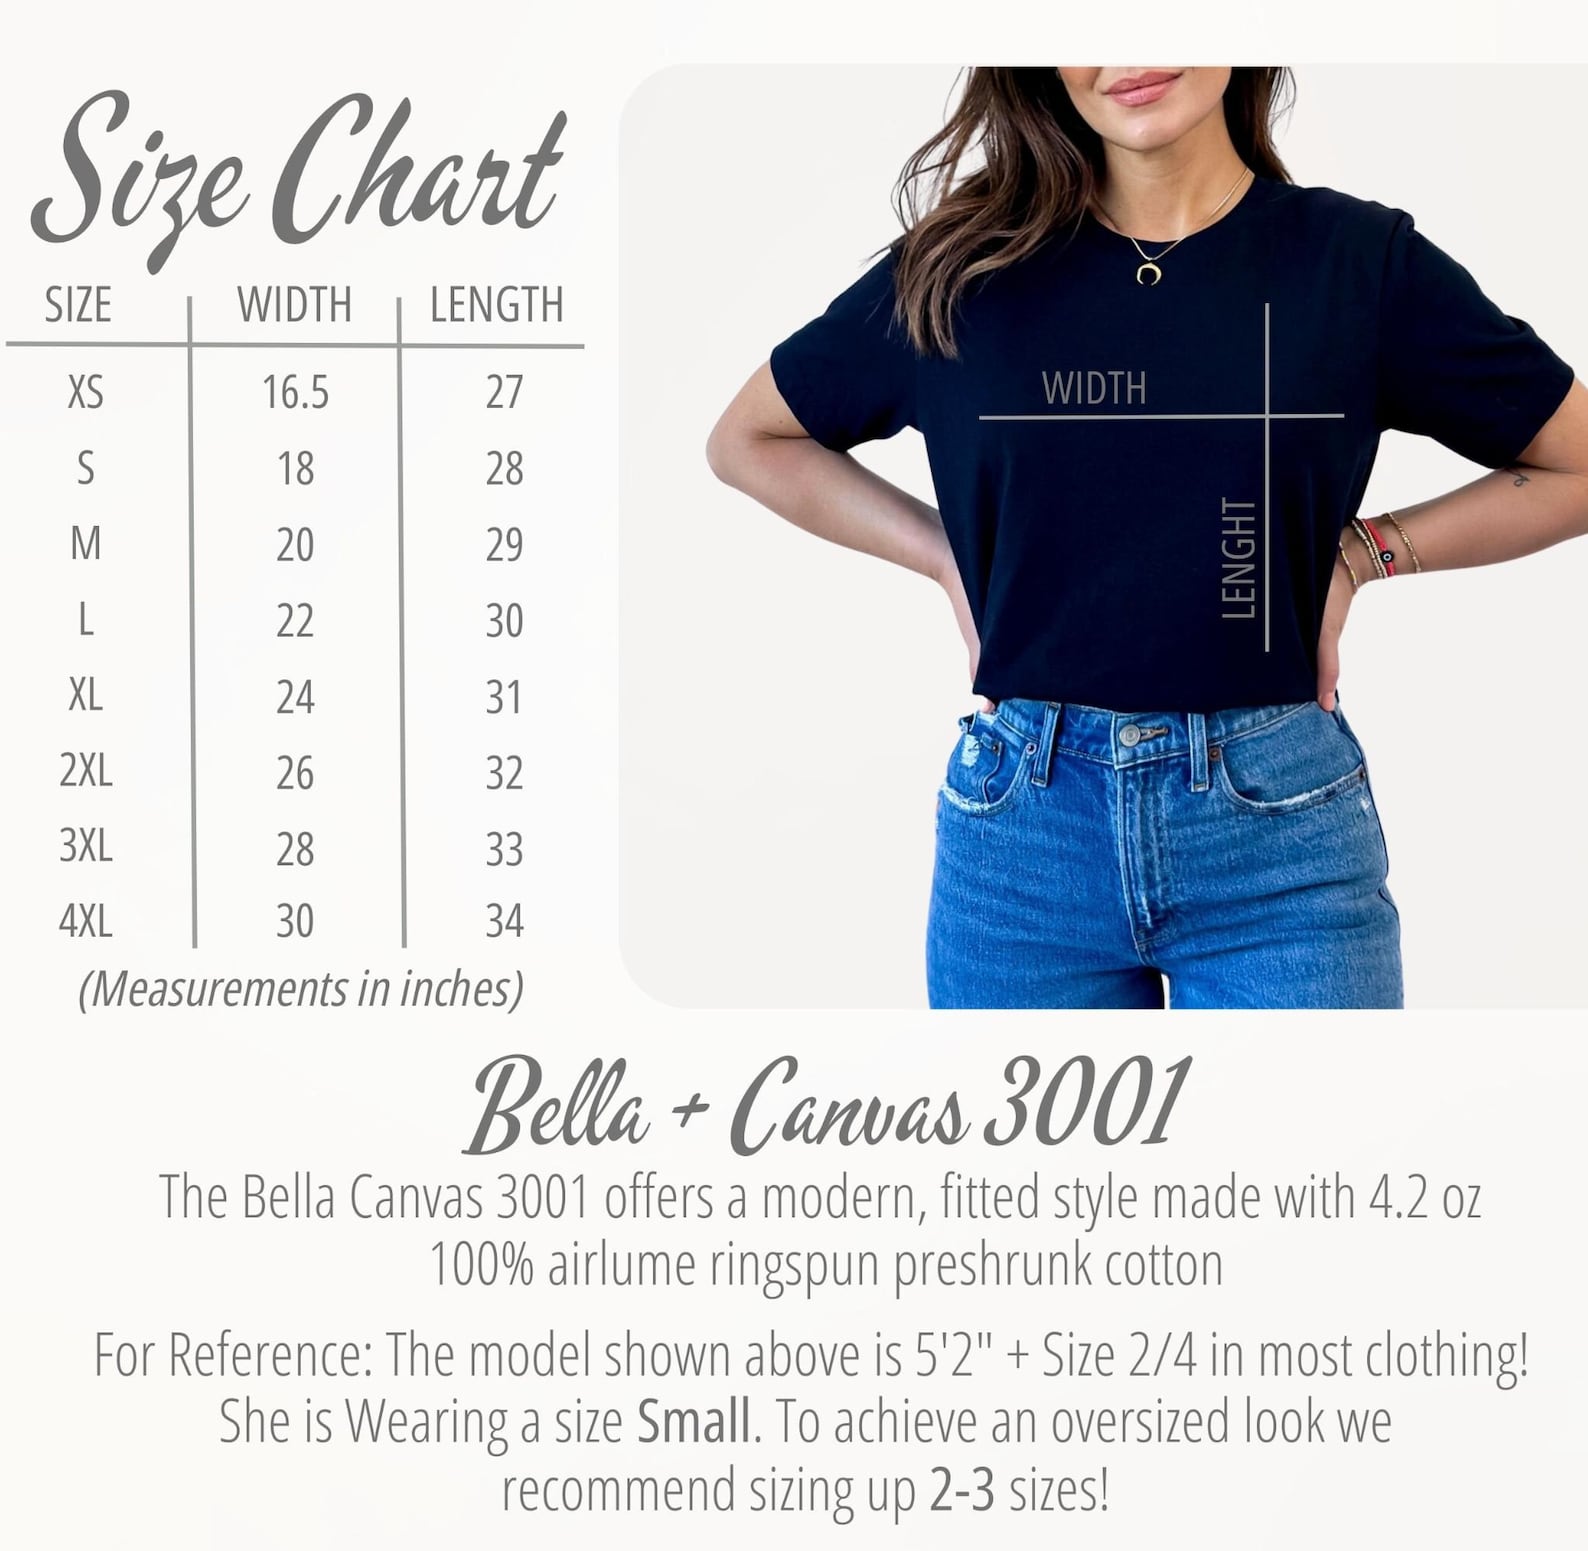 Size Chart
SIZE WIDTH LENGTH
XS 16.5 27
S 18 28
M 20 29
L 22 30
XL 24 31
2XL 26 32
3XL 28 33
4XL 30 34
(Measurements in inches)
WIDTH
LENGHT
Bella + Canvas 3001
The Bella Canvas 3001 offers a modern, fitted style made with 4.2 oz
100% airlume ringspun preshrunk cotton
For Reference: The model shown above is 5'2" + Size 2/4 in most clothing!
She is Wearing a size Small. To achieve an oversized look we
recommend sizing up 2-3 sizes!